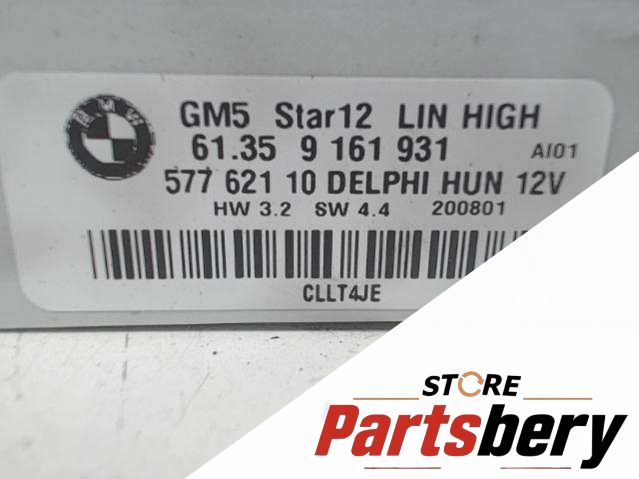 BMW
GM5 Star12 LIN HIGH
61.35 9 161 931 AI01
577 621 10 DELPHI HUN 12V
HW 3.2 SW 4.4 200801
CLLT4JE
STORE
Partsbery